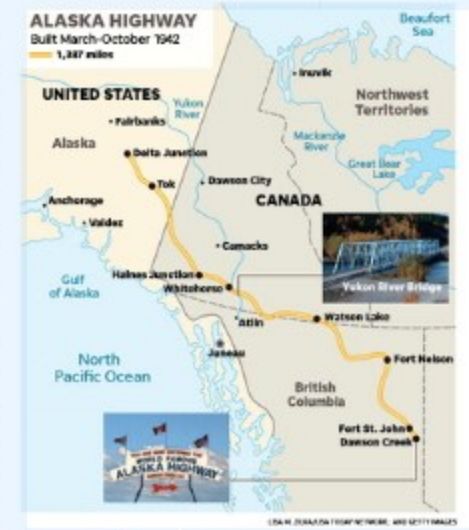 ALASKA HIGHWAY
Built March-October 1942
1,387 miles
Beaufort
Sea
Inuvik
UNITED STATES
Yukon
River
Northwest
Territories
Fairbanks
Alaska
Mackenzie
River
Delta Junction
Great Bear
Lake
Tok
Dawson City
CANADA
Anchorage
Valdez
Carmacks
Haines Junction
Yukon River Bridge
Gulf
of Alaska
Whitehorse
Watson Lake
Atlin
Juneau
Fort Nelson
North
Pacific Ocean
British
Columbia
Fort St. John
Dawson Creek
WORLD FAMOUS
ALASKA HIGHWAY